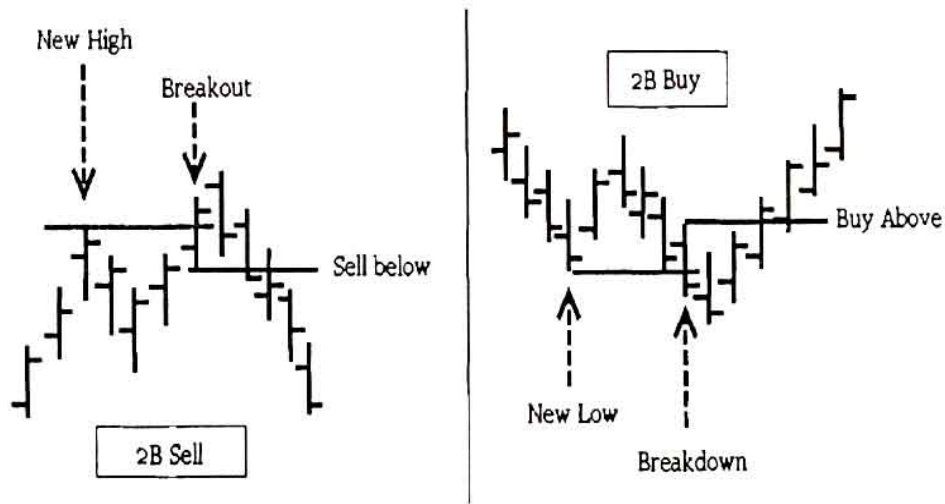 New High
Breakout
Sell below
2B Sell
2B Buy
Buy Above
New Low
Breakdown